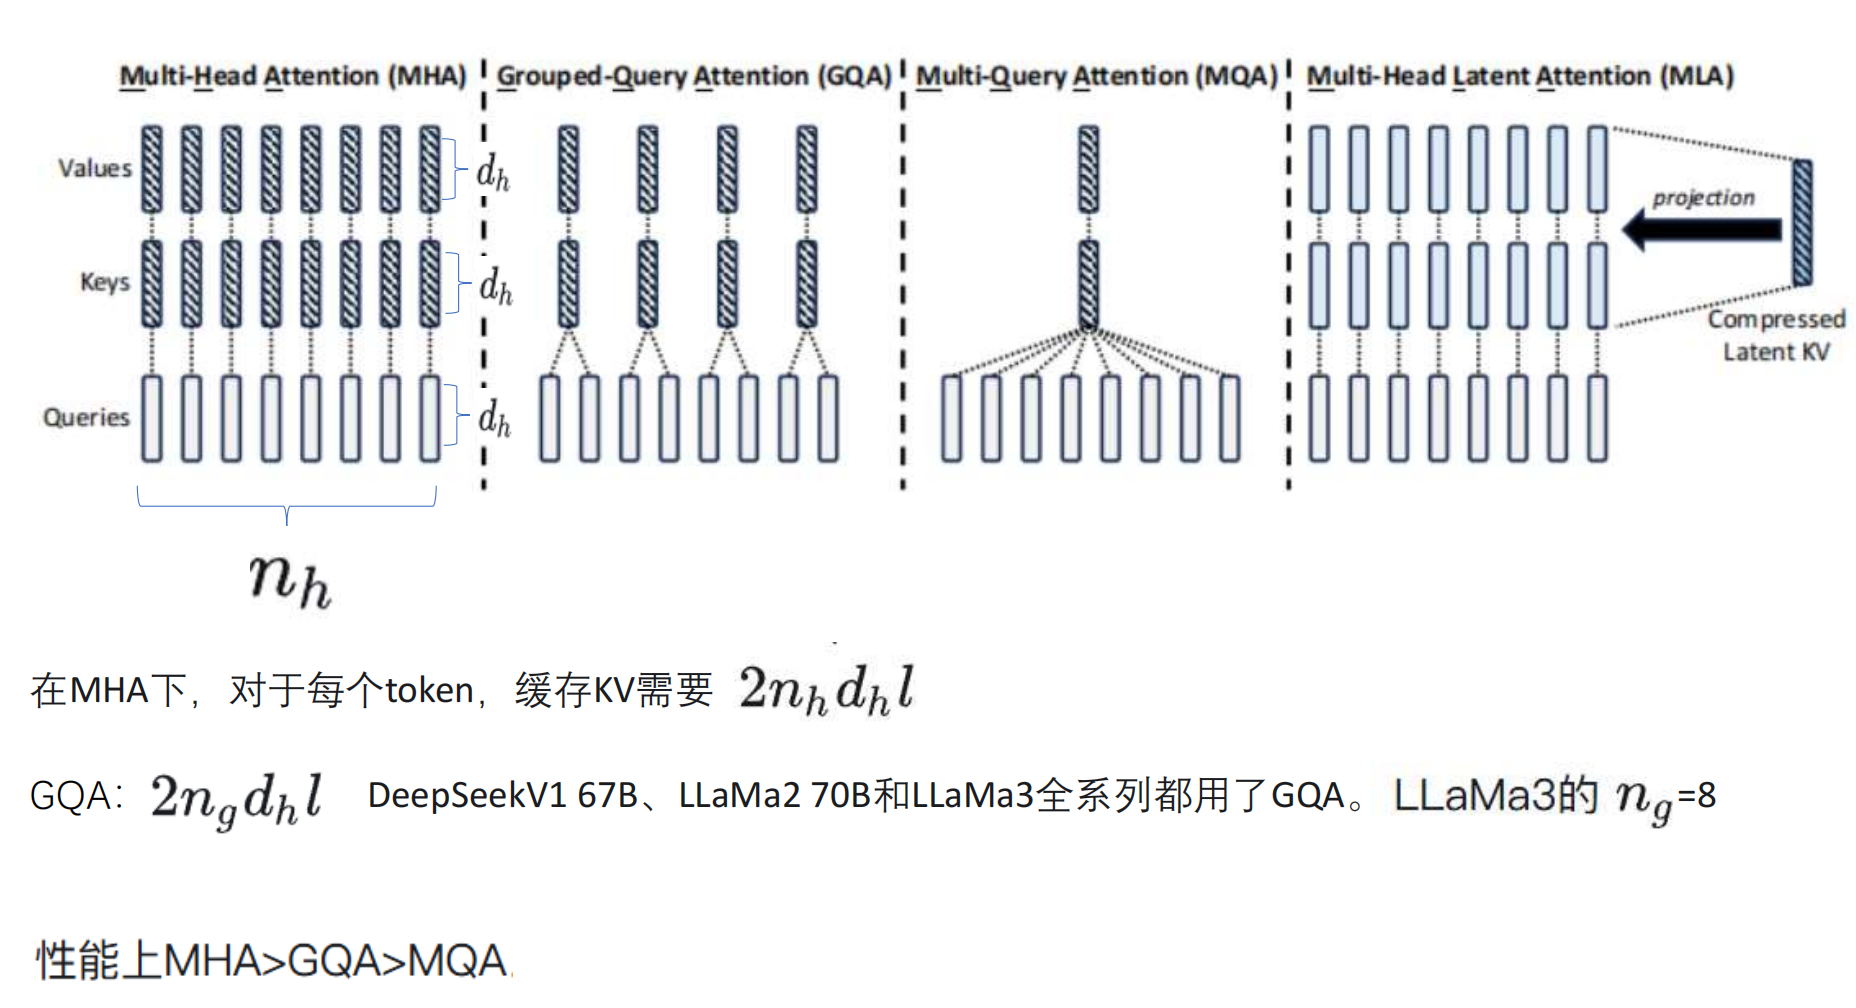 Multi-Head Attention (MHA)
Grouped-Query Attention (GQA)
Multi-Query Attention (MQA)
Multi-Head Latent Attention (MLA)
Values
d_h
projection
Keys
d_h
Compressed
Latent KV
Queries
d_h
n_h
在MHA下，对于每个token，缓存KV需要 2n_h d_h l
GQA：2n_g d_h l DeepSeekV1 67B、LLaMa2 70B和LLaMa3全系列都用了GQA。LLaMa3的 n_g=8
性能上MHA>GQA>MQA